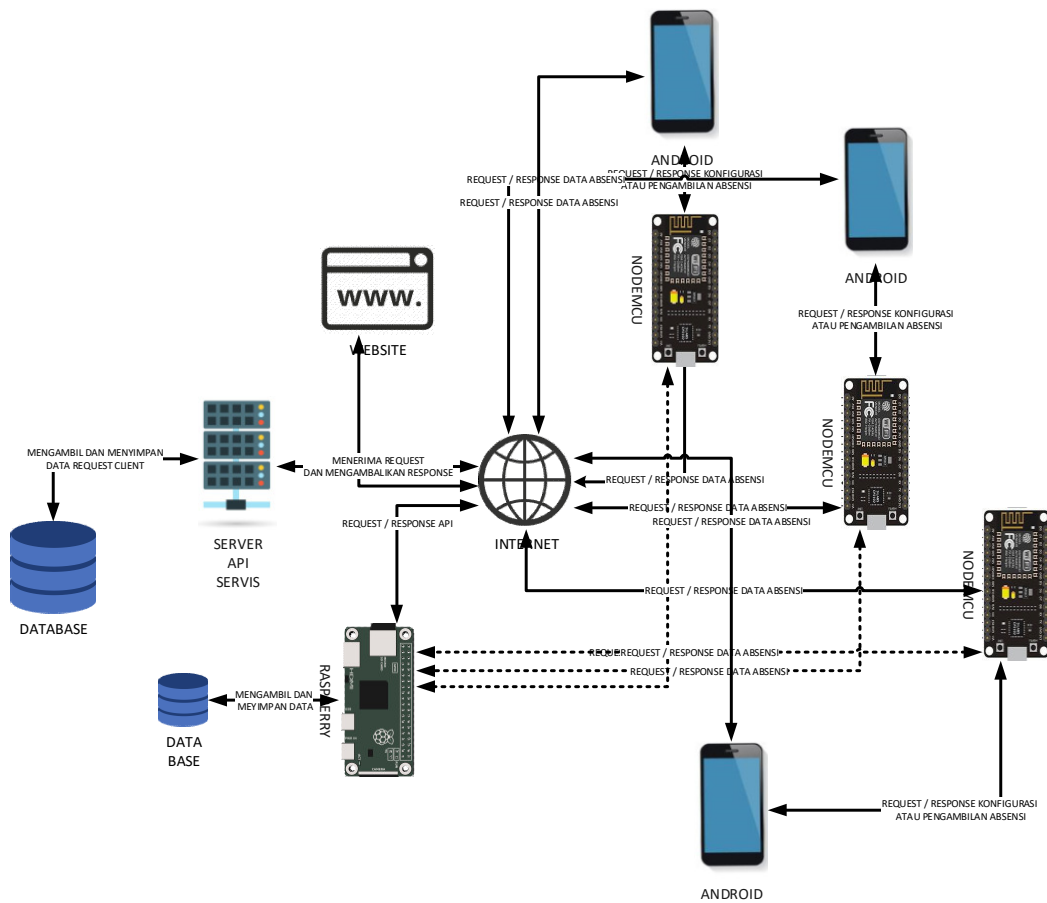 ANDROID
REQUEST / RESPONSE KONFIGURASI
ATAU PENGAMBILAN ABSENSI
REQUEST / RESPONSE DATA ABSENSI
REQUEST / RESPONSE DATA ABSENSI
NODEMCU
ANDROID
REQUEST / RESPONSE KONFIGURASI
ATAU PENGAMBILAN ABSENSI
www.
WEBSITE
NODEMCU
MENGAMBIL DAN MENYIMPAN
DATA REQUEST CLIENT
MENERIMA REQUEST
DAN MENGAMBALIKAN RESPONSE
REQUEST / RESPONSE DATA ABSENSI
REQUEST / RESPONSE DATA ABSENSI
REQUEST / RESPONSE DATA ABSENSI
REQUEST / RESPONSE API
INTERNET
SERVER
API
SERVIS
DATABASE
NODEMCU
REQUEST / RESPONSE DATA ABSENSI
REQUEST / RESPONSE DATA ABSENSI
REQUEST / RESPONSE DATA ABSENSI
RASPBERRY
MENGAMBIL DAN
MEYIMPAN DATA
DATA
BASE
REQUEST / RESPONSE KONFIGURASI
ATAU PENGAMBILAN ABSENSI
ANDROID